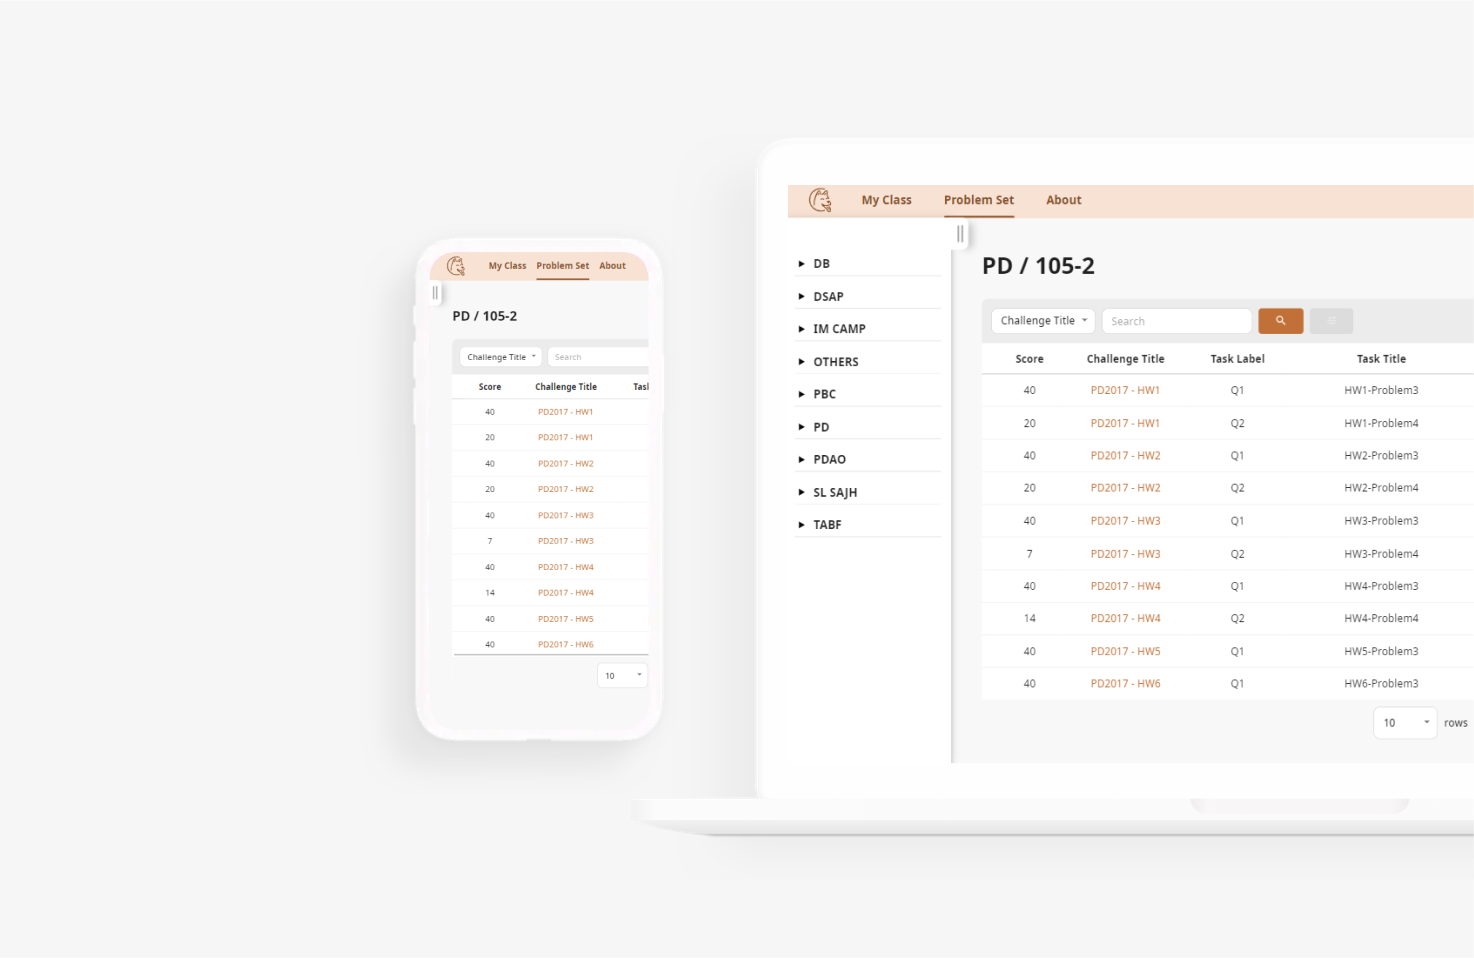 My Class Problem Set About
PD / 105-2
Challenge Title Search
Score Challenge Title Tasl
40 PD2017 - HW1
20 PD2017 - HW1
40 PD2017 - HW2
20 PD2017 - HW2
40 PD2017 - HW3
7 PD2017 - HW3
40 PD2017 - HW4
14 PD2017 - HW4
40 PD2017 - HW5
40 PD2017 - HW6
10
My Class Problem Set About
DB
DSAP
IM CAMP
OTHERS
PBC
PD
PDAO
SL SAJH
TABF
PD / 105-2
Challenge Title Search
Score Challenge Title Task Label Task Title
40 PD2017 - HW1 Q1 HW1-Problem3
20 PD2017 - HW1 Q2 HW1-Problem4
40 PD2017 - HW2 Q1 HW2-Problem3
20 PD2017 - HW2 Q2 HW2-Problem4
40 PD2017 - HW3 Q1 HW3-Problem3
7 PD2017 - HW3 Q2 HW3-Problem4
40 PD2017 - HW4 Q1 HW4-Problem3
14 PD2017 - HW4 Q2 HW4-Problem4
40 PD2017 - HW5 Q1 HW5-Problem3
40 PD2017 - HW6 Q1 HW6-Problem3
10 rows